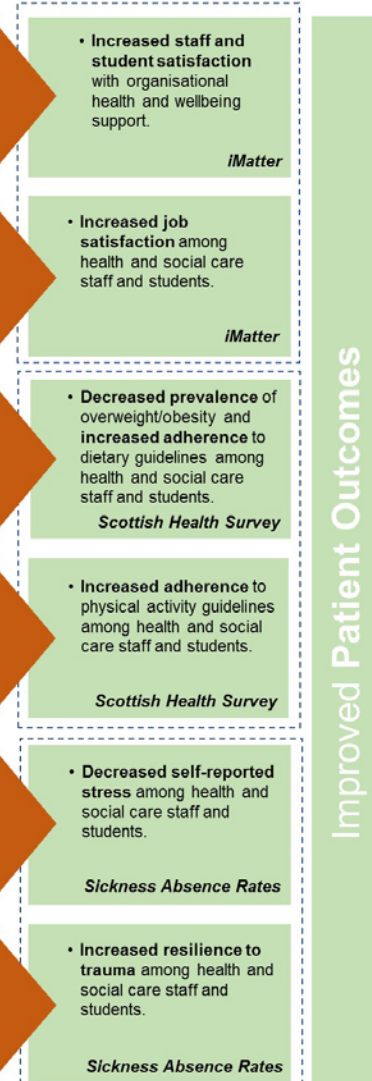 • Increased staff and
student satisfaction
with organisational
health and wellbeing
support.
iMatter
• Increased job
satisfaction among
health and social care
staff and students.
iMatter
• Decreased prevalence of
overweight/obesity and
increased adherence to
dietary guidelines among
health and social care
staff and students.
Scottish Health Survey
• Increased adherence to
physical activity guidelines
among health and social
care staff and students.
Scottish Health Survey
• Decreased self-reported
stress among health and
social care staff and
students.
Sickness Absence Rates
• Increased resilience to
trauma among health and
social care staff and
students.
Sickness Absence Rates
Improved Patient Outcomes